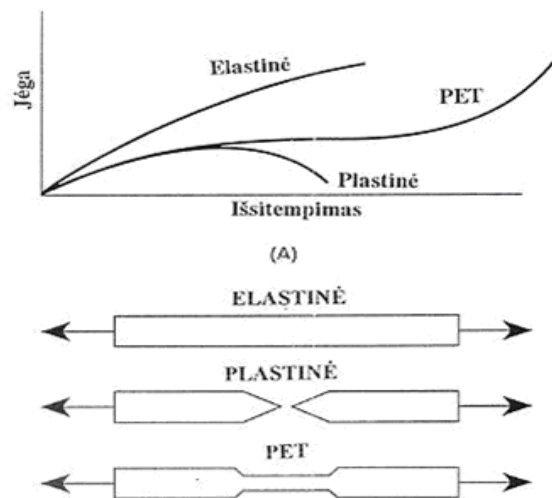 Elastinė
Jėga
PET
Plastinė
Išsitempimas
(A)
ELASTINĖ
PLASTINĖ
PET